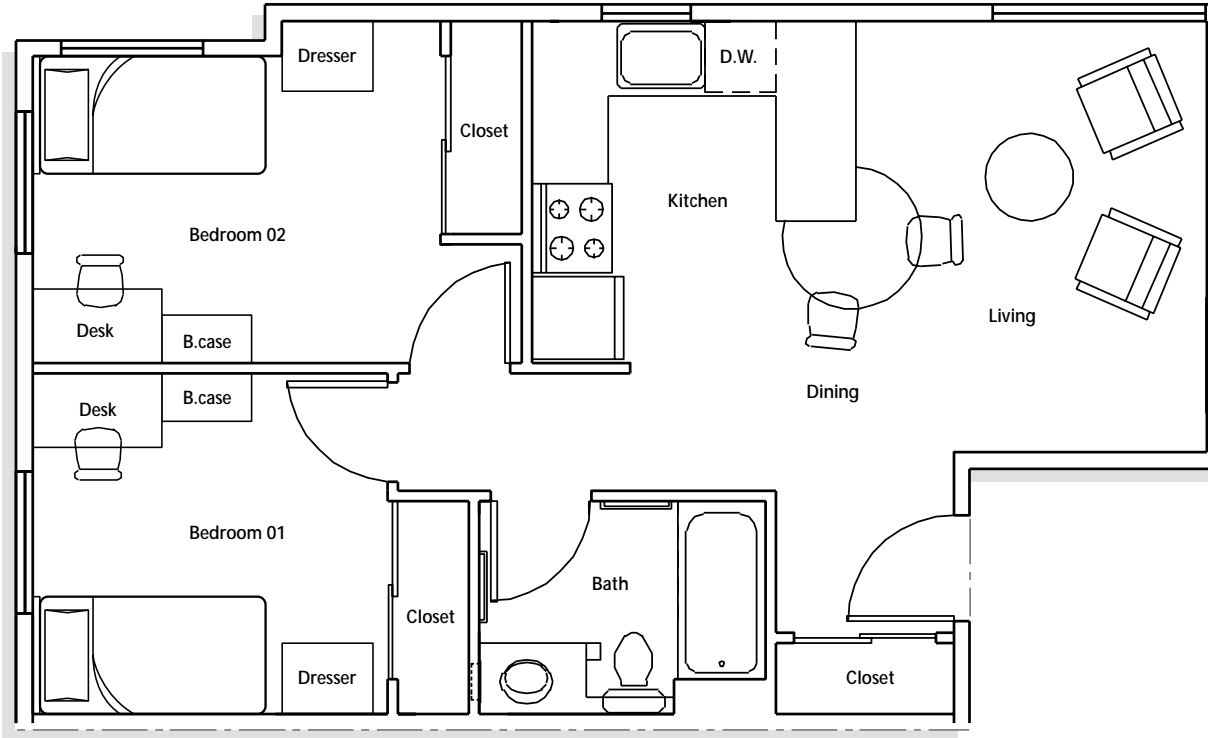 Dresser
D.W.
Closet
Kitchen
Bedroom 02
Living
Desk
B.case
Dining
Desk
B.case
Bedroom 01
Bath
Closet
Dresser
Closet